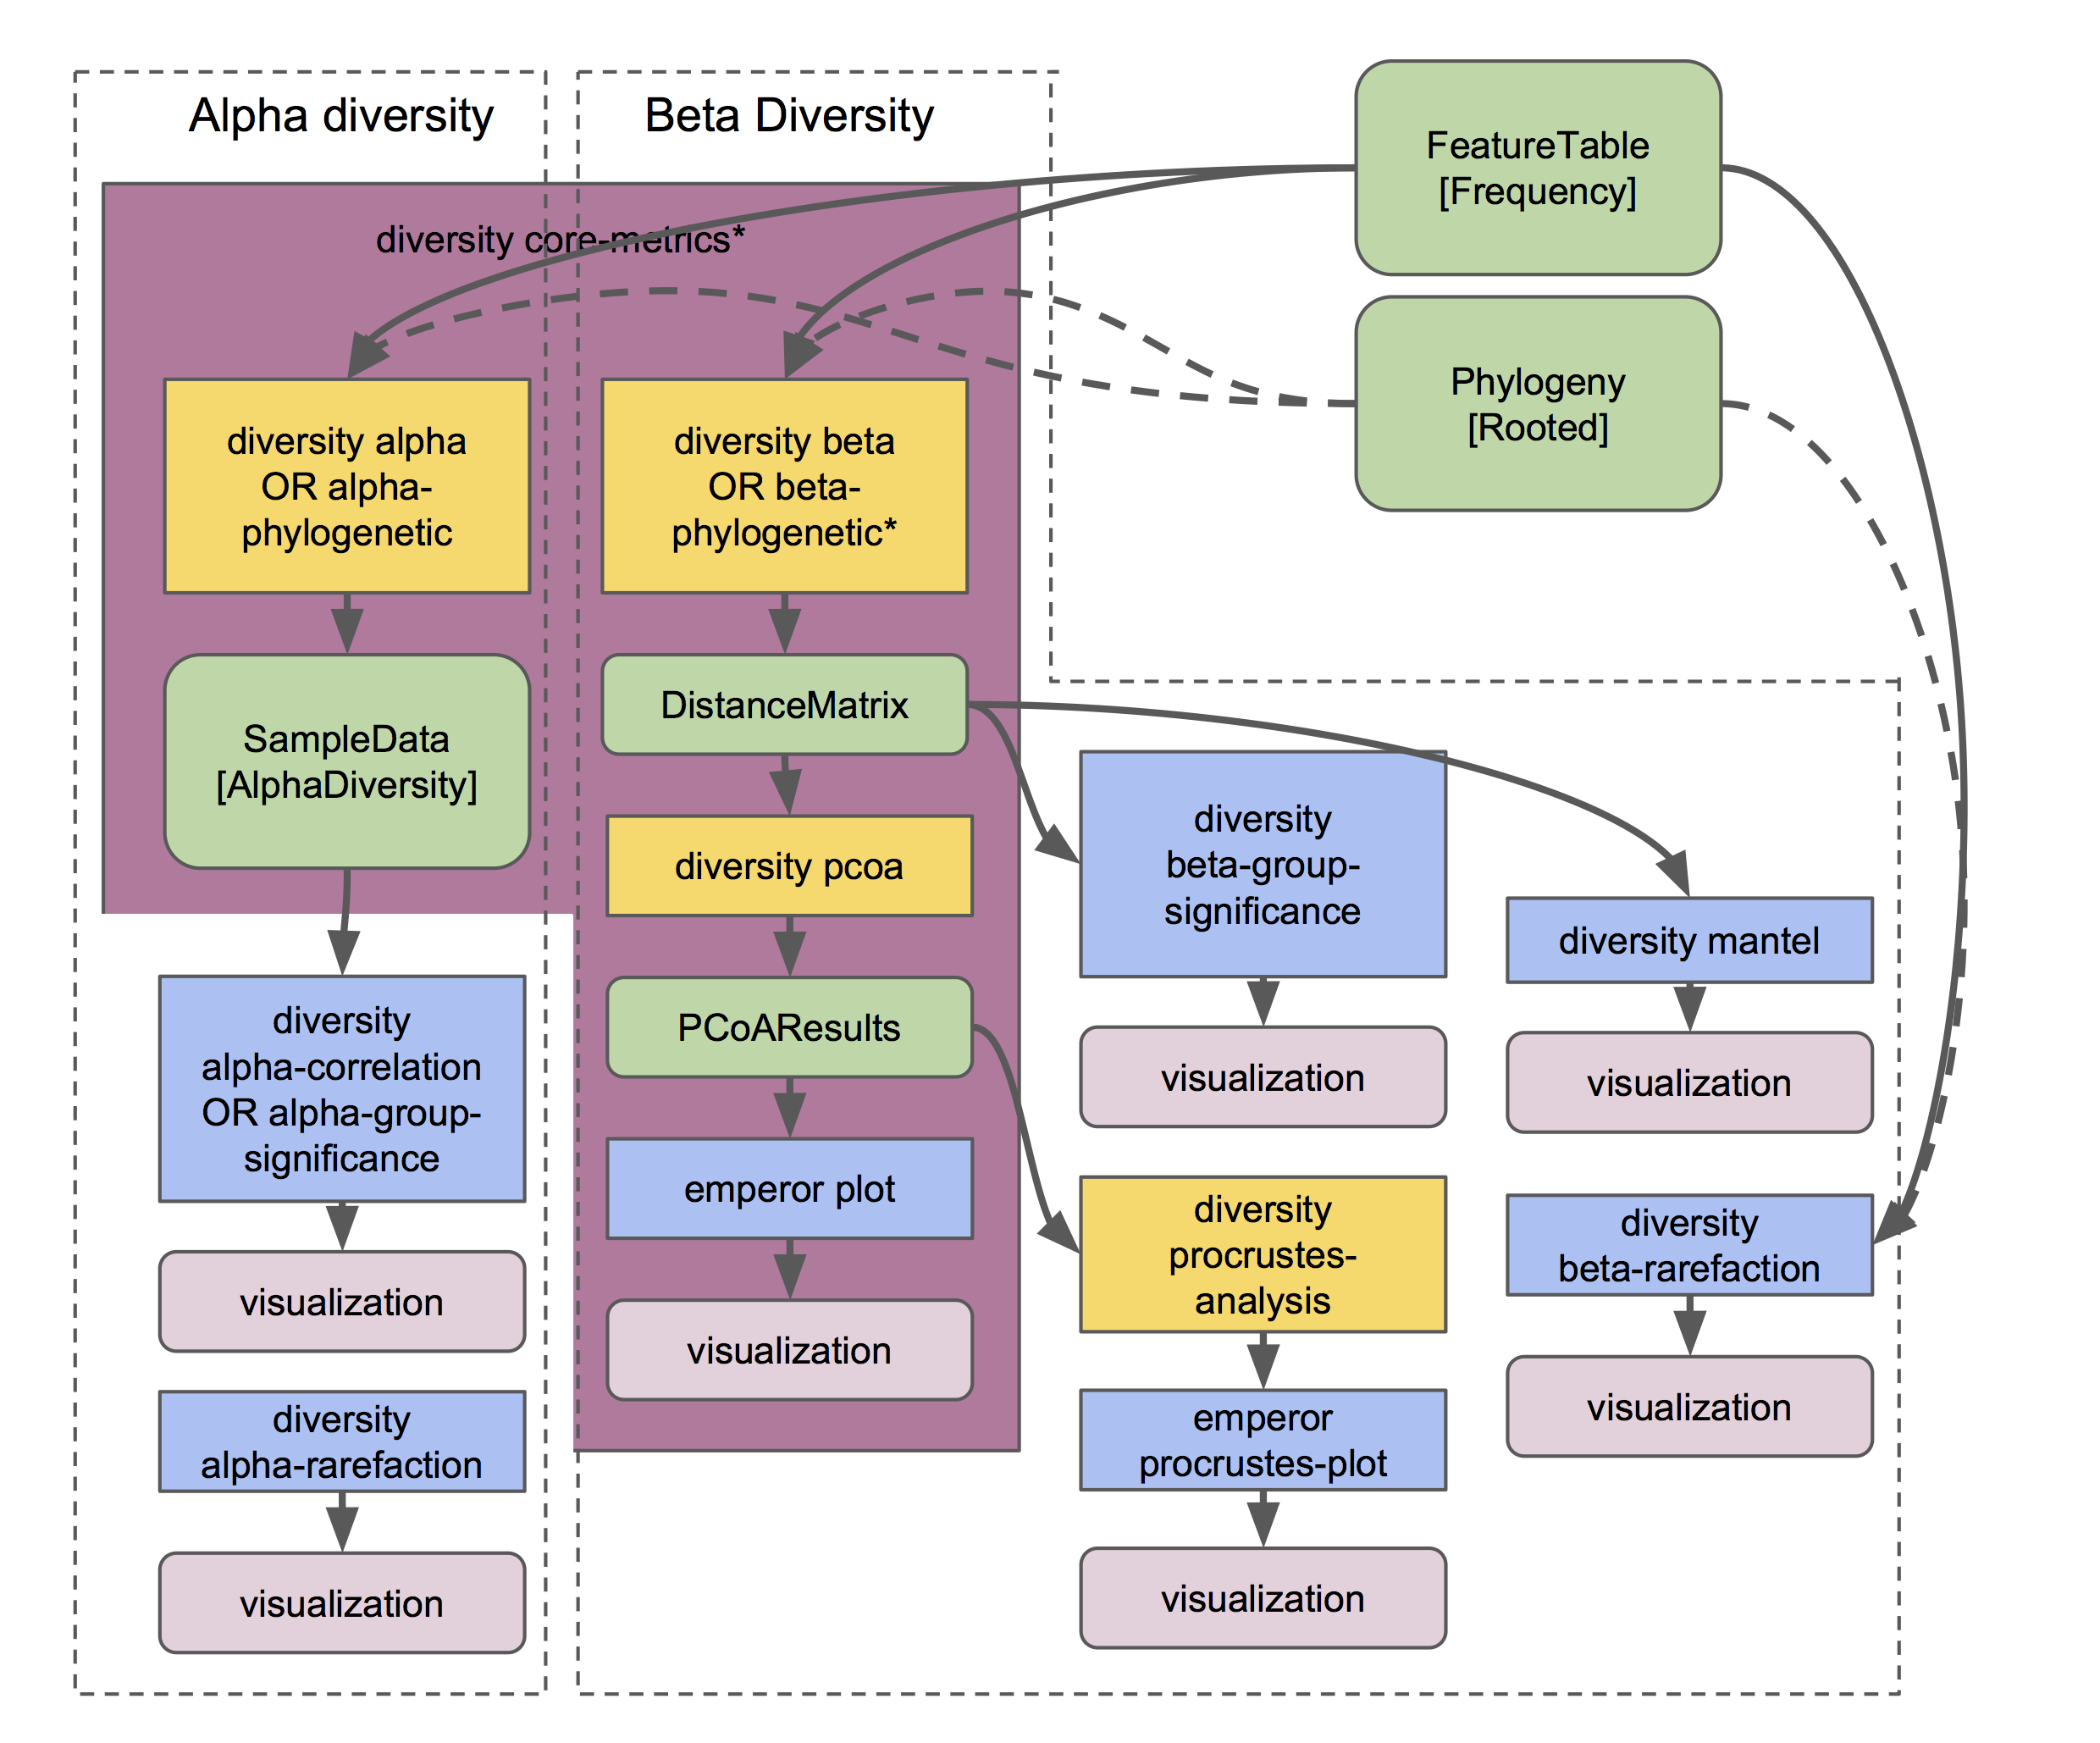 Alpha diversity
Beta Diversity
FeatureTable
[Frequency]
diversity core-metrics*
Phylogeny
[Rooted]
diversity alpha
OR alpha-
phylogenetic
diversity beta
OR beta-
phylogenetic*
SampleData
[AlphaDiversity]
DistanceMatrix
diversity pcoa
PCoAResults
emperor plot
visualization
diversity
alpha-correlation
OR alpha-group-
significance
visualization
diversity
alpha-rarefaction
visualization
diversity
beta-group-
significance
visualization
diversity
procrustes-
analysis
emperor
procrustes-plot
visualization
diversity mantel
visualization
diversity
beta-rarefaction
visualization